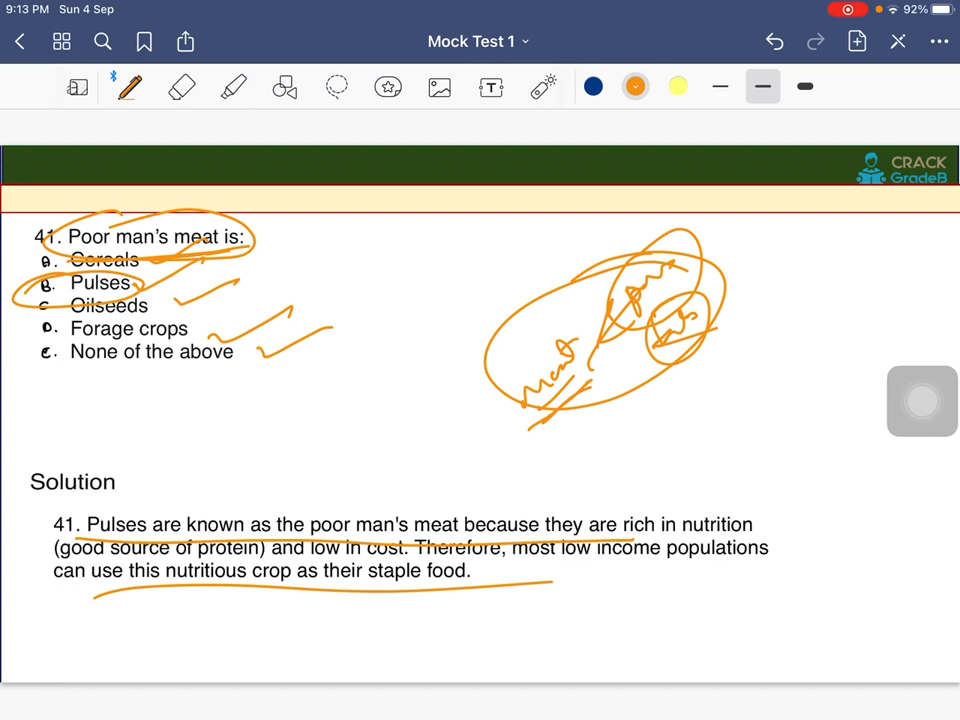 9:13 PM Sun 4 Sep
92%
Mock Test 1
T
CRACK
GradeB
41. Poor man's meat is:
A. Cereals
B. Pulses
C Oilseeds
D. Forage crops
E. None of the above
Meat
Solution
41. Pulses are known as the poor man's meat because they are rich in nutrition
(good source of protein) and low in cost. Therefore, most low income populations
can use this nutritious crop as their staple food.